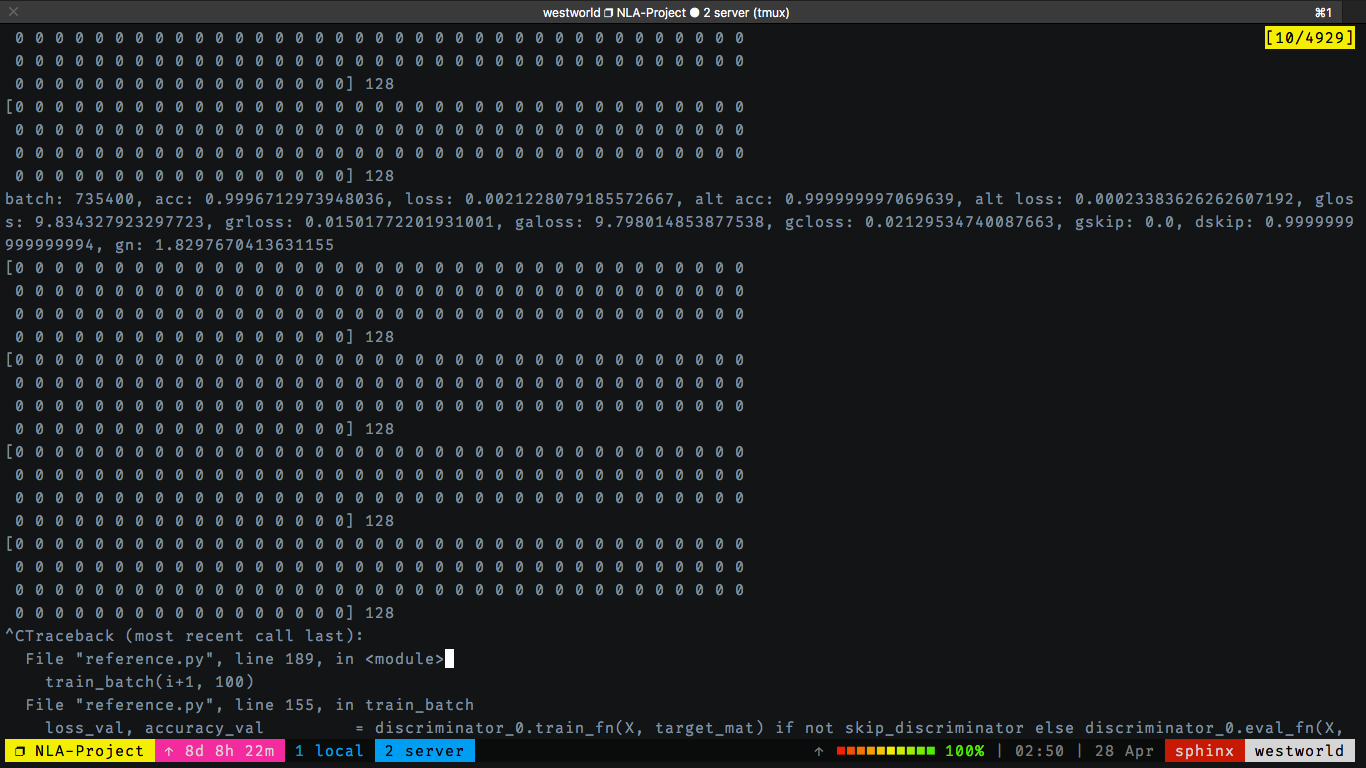 westworld ❐ NLA-Project ● 2 server (tmux)
⌘1
[10/4929]
0 0 0 0 0 0 0 0 0 0 0 0 0 0 0 0 0 0 0 0 0 0 0 0 0 0 0 0 0 0 0 0 0 0 0 0 0
0 0 0 0 0 0 0 0 0 0 0 0 0 0 0 0 0 0 0 0 0 0 0 0 0 0 0 0 0 0 0 0 0 0 0 0 0
0 0 0 0 0 0 0 0 0 0 0 0 0 0 0 0 0] 128
[0 0 0 0 0 0 0 0 0 0 0 0 0 0 0 0 0 0 0 0 0 0 0 0 0 0 0 0 0 0 0 0 0 0 0 0 0
0 0 0 0 0 0 0 0 0 0 0 0 0 0 0 0 0 0 0 0 0 0 0 0 0 0 0 0 0 0 0 0 0 0 0 0 0
0 0 0 0 0 0 0 0 0 0 0 0 0 0 0 0 0 0 0 0 0 0 0 0 0 0 0 0 0 0 0 0 0 0 0 0 0
0 0 0 0 0 0 0 0 0 0 0 0 0 0 0 0 0] 128
batch: 735400, acc: 0.9996712973948036, loss: 0.0021228079185572667, alt acc: 0.999999997069639, alt loss: 0.00023383626262607192, glos
s: 9.834327923297723, grloss: 0.01501772201931001, galoss: 9.798014853877538, gcloss: 0.02129534740087663, gskip: 0.0, dskip: 0.9999999
999999994, gn: 1.8297670413631155
[0 0 0 0 0 0 0 0 0 0 0 0 0 0 0 0 0 0 0 0 0 0 0 0 0 0 0 0 0 0 0 0 0 0 0 0 0
0 0 0 0 0 0 0 0 0 0 0 0 0 0 0 0 0 0 0 0 0 0 0 0 0 0 0 0 0 0 0 0 0 0 0 0 0
0 0 0 0 0 0 0 0 0 0 0 0 0 0 0 0 0 0 0 0 0 0 0 0 0 0 0 0 0 0 0 0 0 0 0 0 0
0 0 0 0 0 0 0 0 0 0 0 0 0 0 0 0 0] 128
[0 0 0 0 0 0 0 0 0 0 0 0 0 0 0 0 0 0 0 0 0 0 0 0 0 0 0 0 0 0 0 0 0 0 0 0 0
0 0 0 0 0 0 0 0 0 0 0 0 0 0 0 0 0 0 0 0 0 0 0 0 0 0 0 0 0 0 0 0 0 0 0 0 0
0 0 0 0 0 0 0 0 0 0 0 0 0 0 0 0 0 0 0 0 0 0 0 0 0 0 0 0 0 0 0 0 0 0 0 0 0
0 0 0 0 0 0 0 0 0 0 0 0 0 0 0 0 0] 128
[0 0 0 0 0 0 0 0 0 0 0 0 0 0 0 0 0 0 0 0 0 0 0 0 0 0 0 0 0 0 0 0 0 0 0 0 0
0 0 0 0 0 0 0 0 0 0 0 0 0 0 0 0 0 0 0 0 0 0 0 0 0 0 0 0 0 0 0 0 0 0 0 0 0
0 0 0 0 0 0 0 0 0 0 0 0 0 0 0 0 0 0 0 0 0 0 0 0 0 0 0 0 0 0 0 0 0 0 0 0 0
0 0 0 0 0 0 0 0 0 0 0 0 0 0 0 0 0] 128
[0 0 0 0 0 0 0 0 0 0 0 0 0 0 0 0 0 0 0 0 0 0 0 0 0 0 0 0 0 0 0 0 0 0 0 0 0
0 0 0 0 0 0 0 0 0 0 0 0 0 0 0 0 0 0 0 0 0 0 0 0 0 0 0 0 0 0 0 0 0 0 0 0 0
0 0 0 0 0 0 0 0 0 0 0 0 0 0 0 0 0 0 0 0 0 0 0 0 0 0 0 0 0 0 0 0 0 0 0 0 0
0 0 0 0 0 0 0 0 0 0 0 0 0 0 0 0 0] 128
^CTraceback (most recent call last):
File "reference.py", line 189, in <module>
train_batch(i+1, 100)
File "reference.py", line 155, in train_batch
loss_val, accuracy_val = discriminator_0.train_fn(X, target_mat) if not skip_discriminator else discriminator_0.eval_fn(X,
❐ NLA-Project ↑ 8d 8h 22m 1 local 2 server ↑ 100% | 02:50 | 28 Apr sphinx westworld